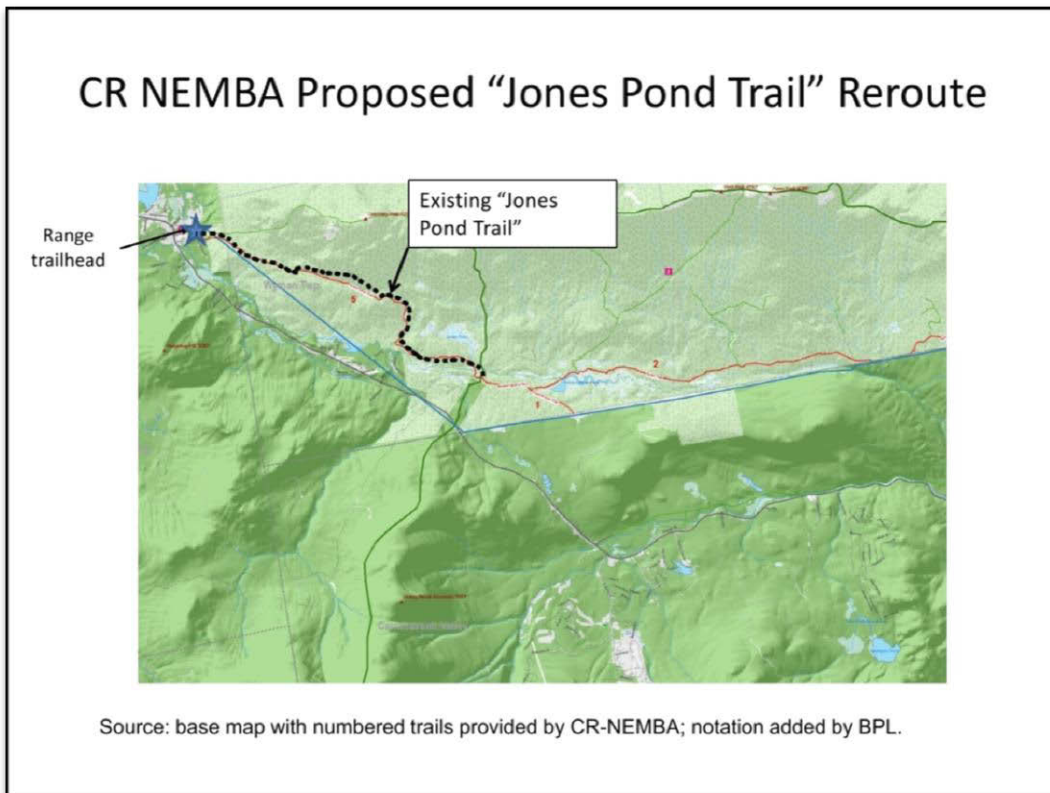 CR NEMBA Proposed “Jones Pond Trail” Reroute
Existing “Jones
Pond Trail”
Range
trailhead
5
2
1
Source: base map with numbered trails provided by CR-NEMBA; notation added by BPL.